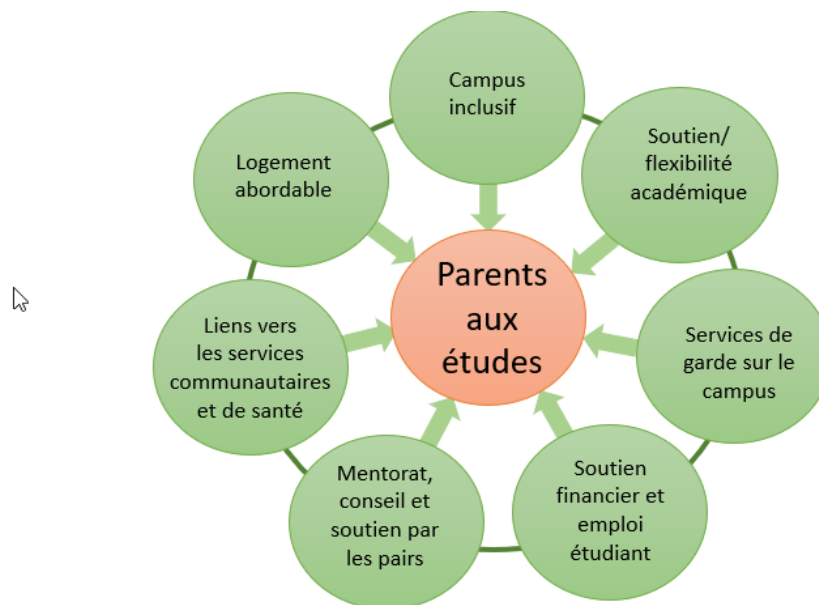 Campus
inclusif
Soutien/
flexibilité
académique
Services de
garde sur le
campus
Soutien
financier et
emploi
étudiant
Mentorat,
conseil et
soutien par
les pairs
Liens vers
les services
communautaires
et de santé
Logement
abordable
Parents
aux
études